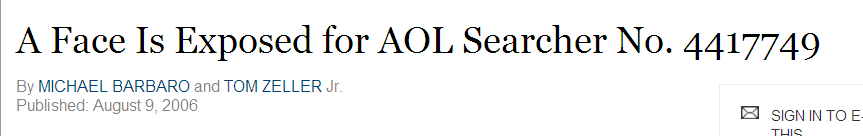 A Face Is Exposed for AOL Searcher No. 4417749
By MICHAEL BARBARO and TOM ZELLER Jr.
Published: August 9, 2006
SIGN IN TO E-
THIS